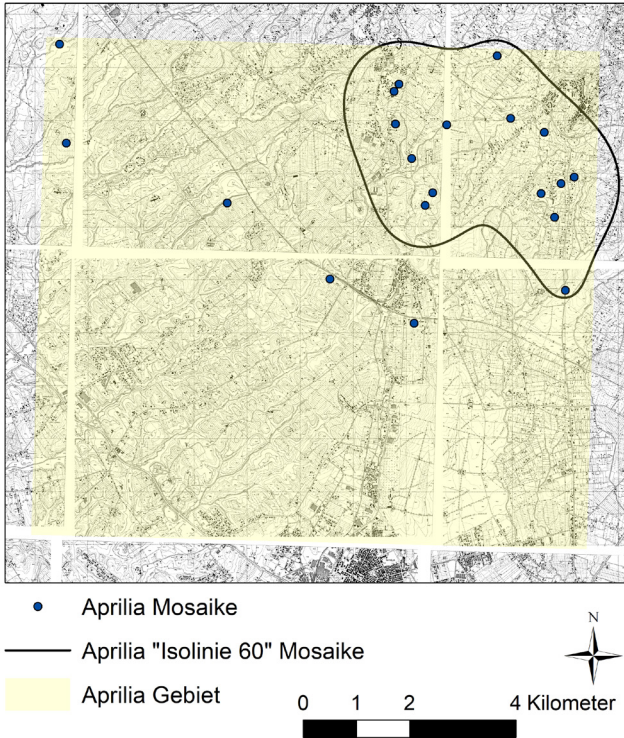 Aprilia Mosaike
Aprilia "Isolinie 60" Mosaike
Aprilia Gebiet
N
0 1 2 4 Kilometer